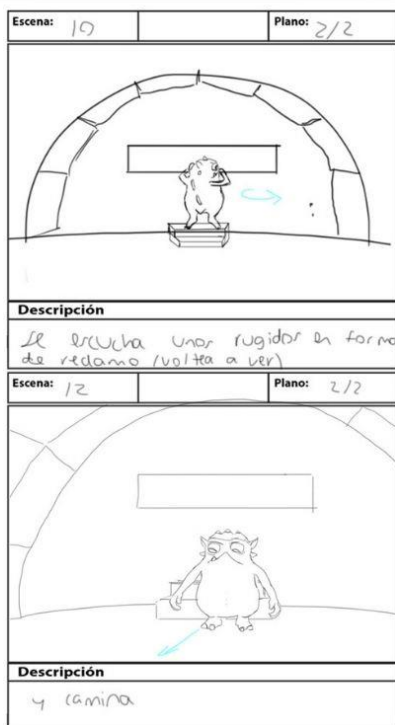 Escena: 10 Plano: 2/2
Descripción
Se escucha unos rugidos en forma
de reclamo (voltea a ver)
Escena: 12 Plano: 2/2
Descripción
y camina